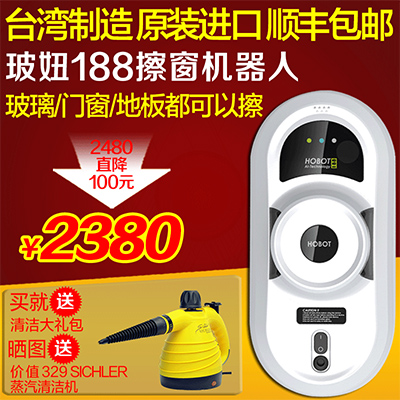 台湾制造 原装进口 顺丰包邮
玻妞188擦窗机器人
玻璃/门窗/地板都可以擦
2480
直降
100元
¥2380
HOBOT
AI-Technology
HOBOT
CAUTION
买就送
清洁大礼包
晒图送
价值 329 SICHLER
蒸汽清洁机